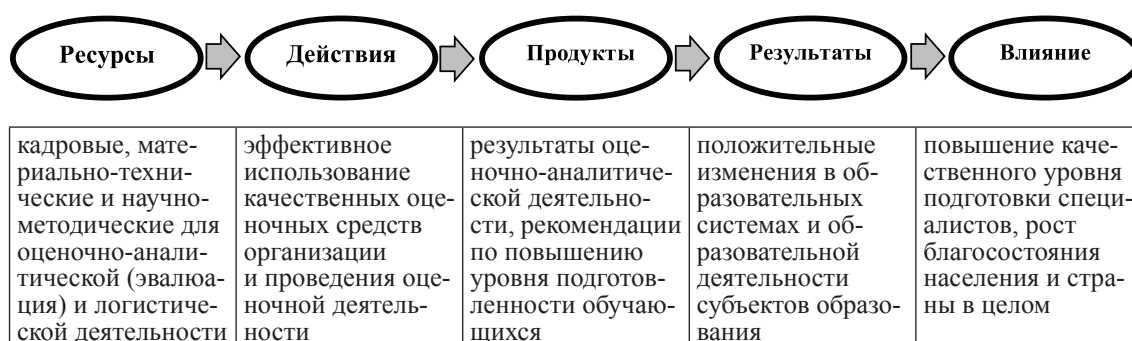 Ресурсы
Действия
Продукты
Результаты
Влияние
кадровые, мате-
риально-техни-
ческие и научно-
методические для
оценочно-анали-
тической (эвалюа-
ция) и логистиче-
ской деятельности
эффективное
использование
качественных оце-
ночных средств
организации
и проведения оце-
ночной деятель-
ности
результаты оце-
ночно-аналитиче-
ской деятельно-
сти, рекомендации
по повышению
уровня подготов-
ленности обучаю-
щихся
положительные
изменения в об-
разовательных
системах и об-
разовательной
деятельности
субъектов образо-
вания
повышение каче-
ственного уровня
подготовки специ-
алистов, рост
благосостояния
населения и стра-
ны в целом